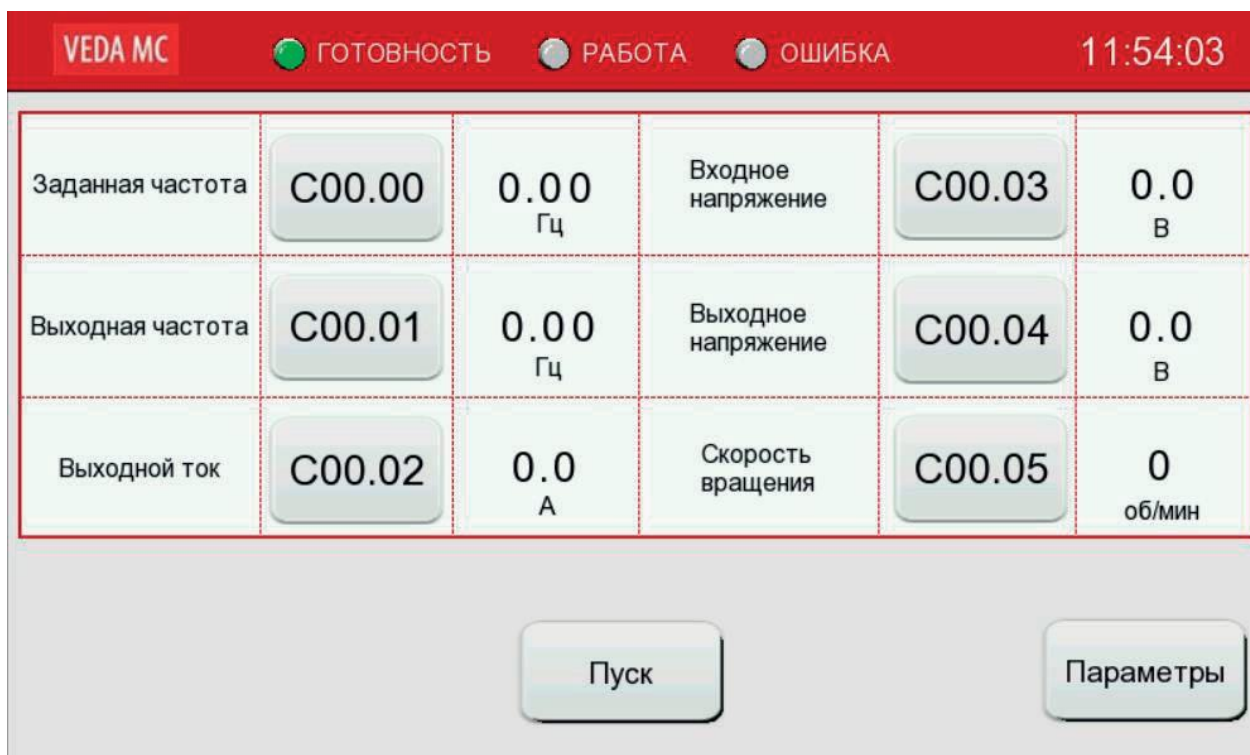 VEDA MC ГОТОВНОСТЬ РАБОТА ОШИБКА 11:54:03
Заданная частота C00.00 0.00 Гц Входное напряжение C00.03 0.0 В
Выходная частота C00.01 0.00 Гц Выходное напряжение C00.04 0.0 В
Выходной ток C00.02 0.0 А Скорость вращения C00.05 0 об/мин
Пуск Параметры